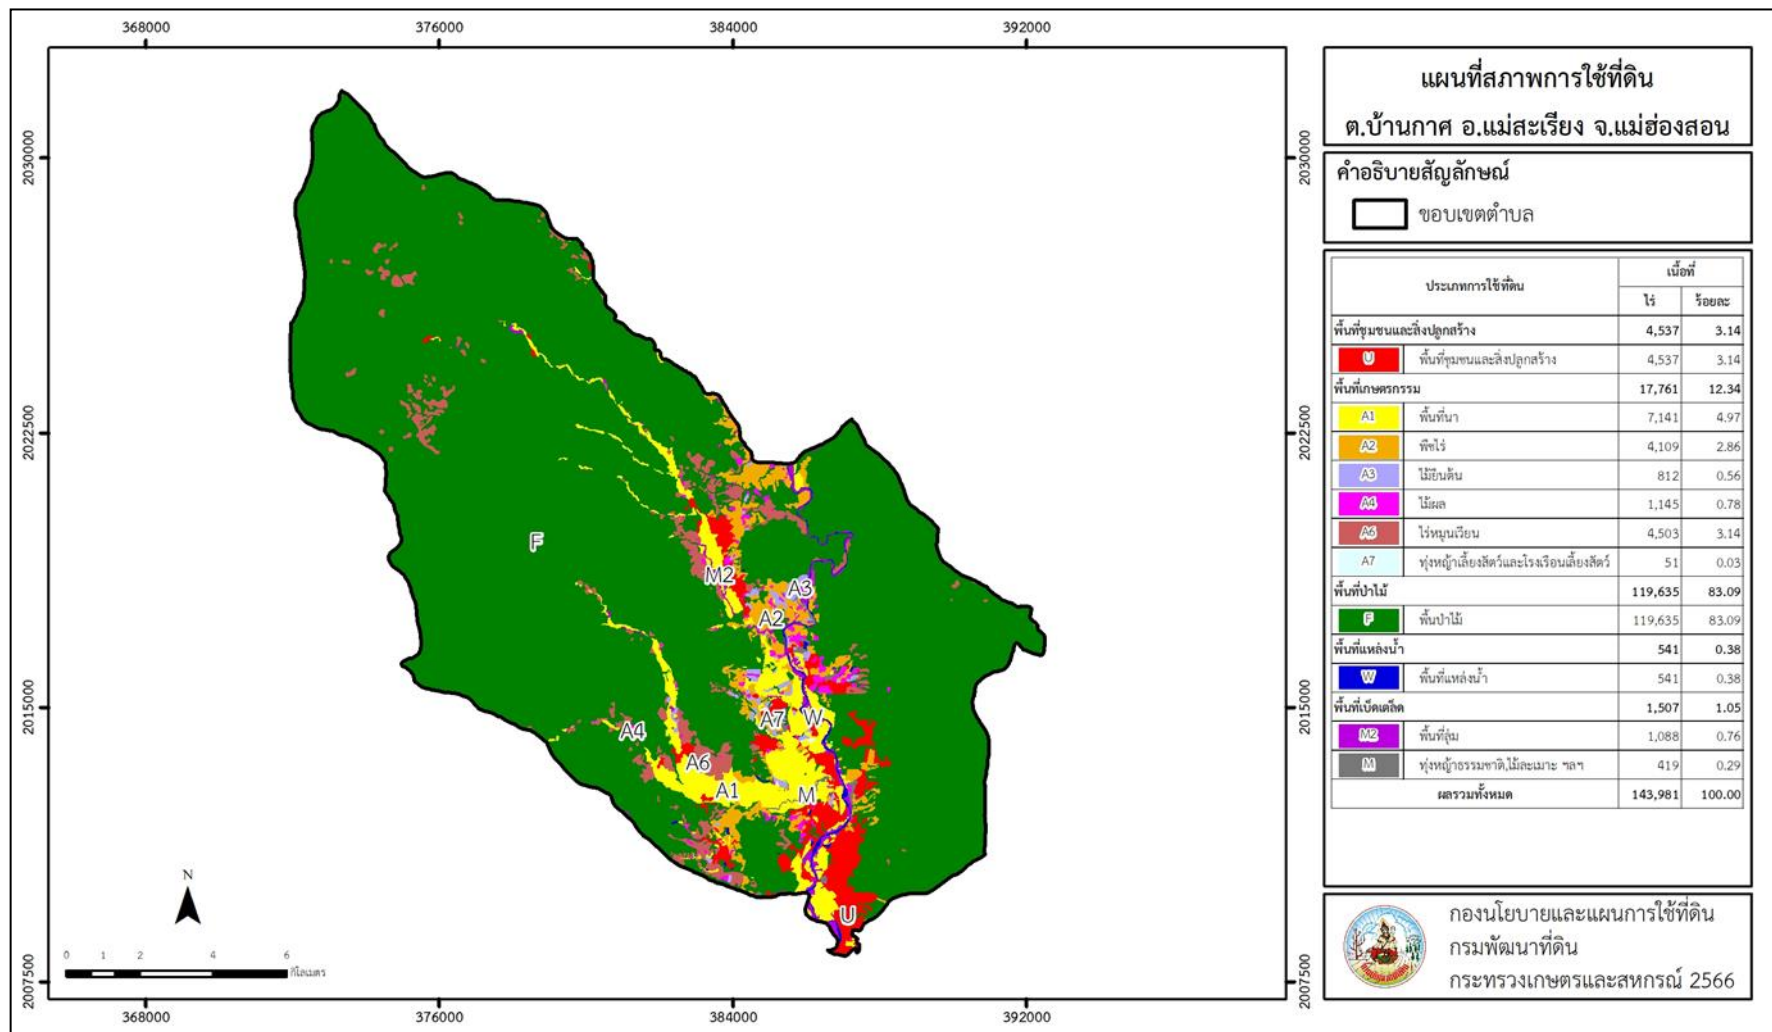 368000 376000 384000 392000
2030000 2030000
2022500 2022500
2015000 2015000
2007500 2007500
368000 376000 384000 392000
F
M2
A3
A2
A4
A7
W
A6
A1
M
U
N
0 1 2 4 6
กิโลเมตร
แผนที่สภาพการใช้ที่ดิน
ต.บ้านกาศ อ.แม่สะเรียง จ.แม่ฮ่องสอน
คำอธิบายสัญลักษณ์
ขอบเขตตำบล
ประเภทการใช้ที่ดิน เนื้อที่
ไร่ ร้อยละ
พื้นที่ชุมชนและสิ่งปลูกสร้าง 4,537 3.14
U พื้นที่ชุมชนและสิ่งปลูกสร้าง 4,537 3.14
พื้นที่เกษตรกรรม 17,761 12.34
A1 พื้นที่นา 7,141 4.97
A2 พืชไร่ 4,109 2.86
A3 ไม้ยืนต้น 812 0.56
A4 ไม้ผล 1,145 0.78
A6 ไร่หมุนเวียน 4,503 3.14
A7 ทุ่งหญ้าเลี้ยงสัตว์และโรงเรือนเลี้ยงสัตว์ 51 0.03
พื้นที่ป่าไม้ 119,635 83.09
F พื้นป่าไม้ 119,635 83.09
พื้นที่แหล่งน้ำ 541 0.38
W พื้นที่แหล่งน้ำ 541 0.38
พื้นที่เบ็ดเตล็ด 1,507 1.05
M2 พื้นที่ลุ่ม 1,088 0.76
M ทุ่งหญ้าธรรมชาติ,ไม้ละเมาะ ฯลฯ 419 0.29
ผลรวมทั้งหมด 143,981 100.00
กองนโยบายและแผนการใช้ที่ดิน
กรมพัฒนาที่ดิน
กระทรวงเกษตรและสหกรณ์ 2566